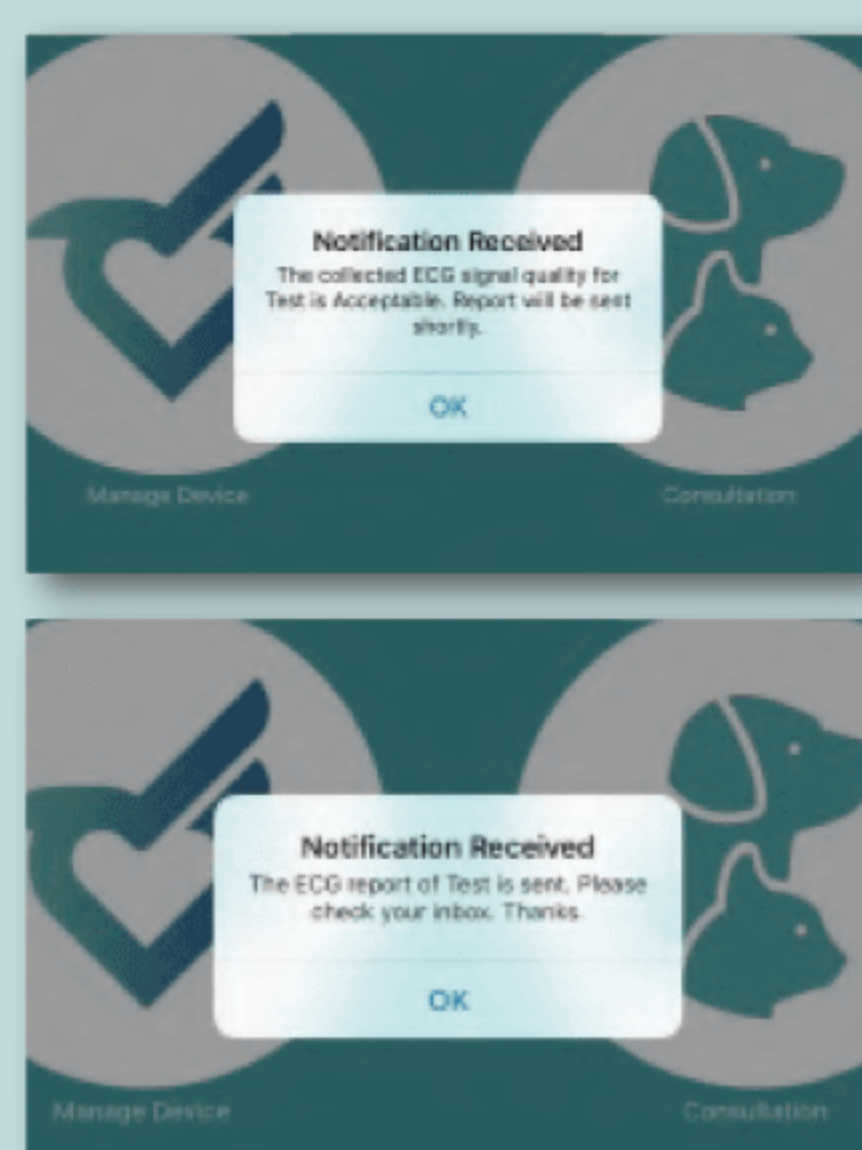 Notification Received
The collected ECG signal quality for
Test is Acceptable. Report will be sent
shortly.
OK
Manage Device
Consultation
Notification Received
The ECG report of Test is sent. Please
check your inbox. Thanks.
OK
Manage Device
Consultation